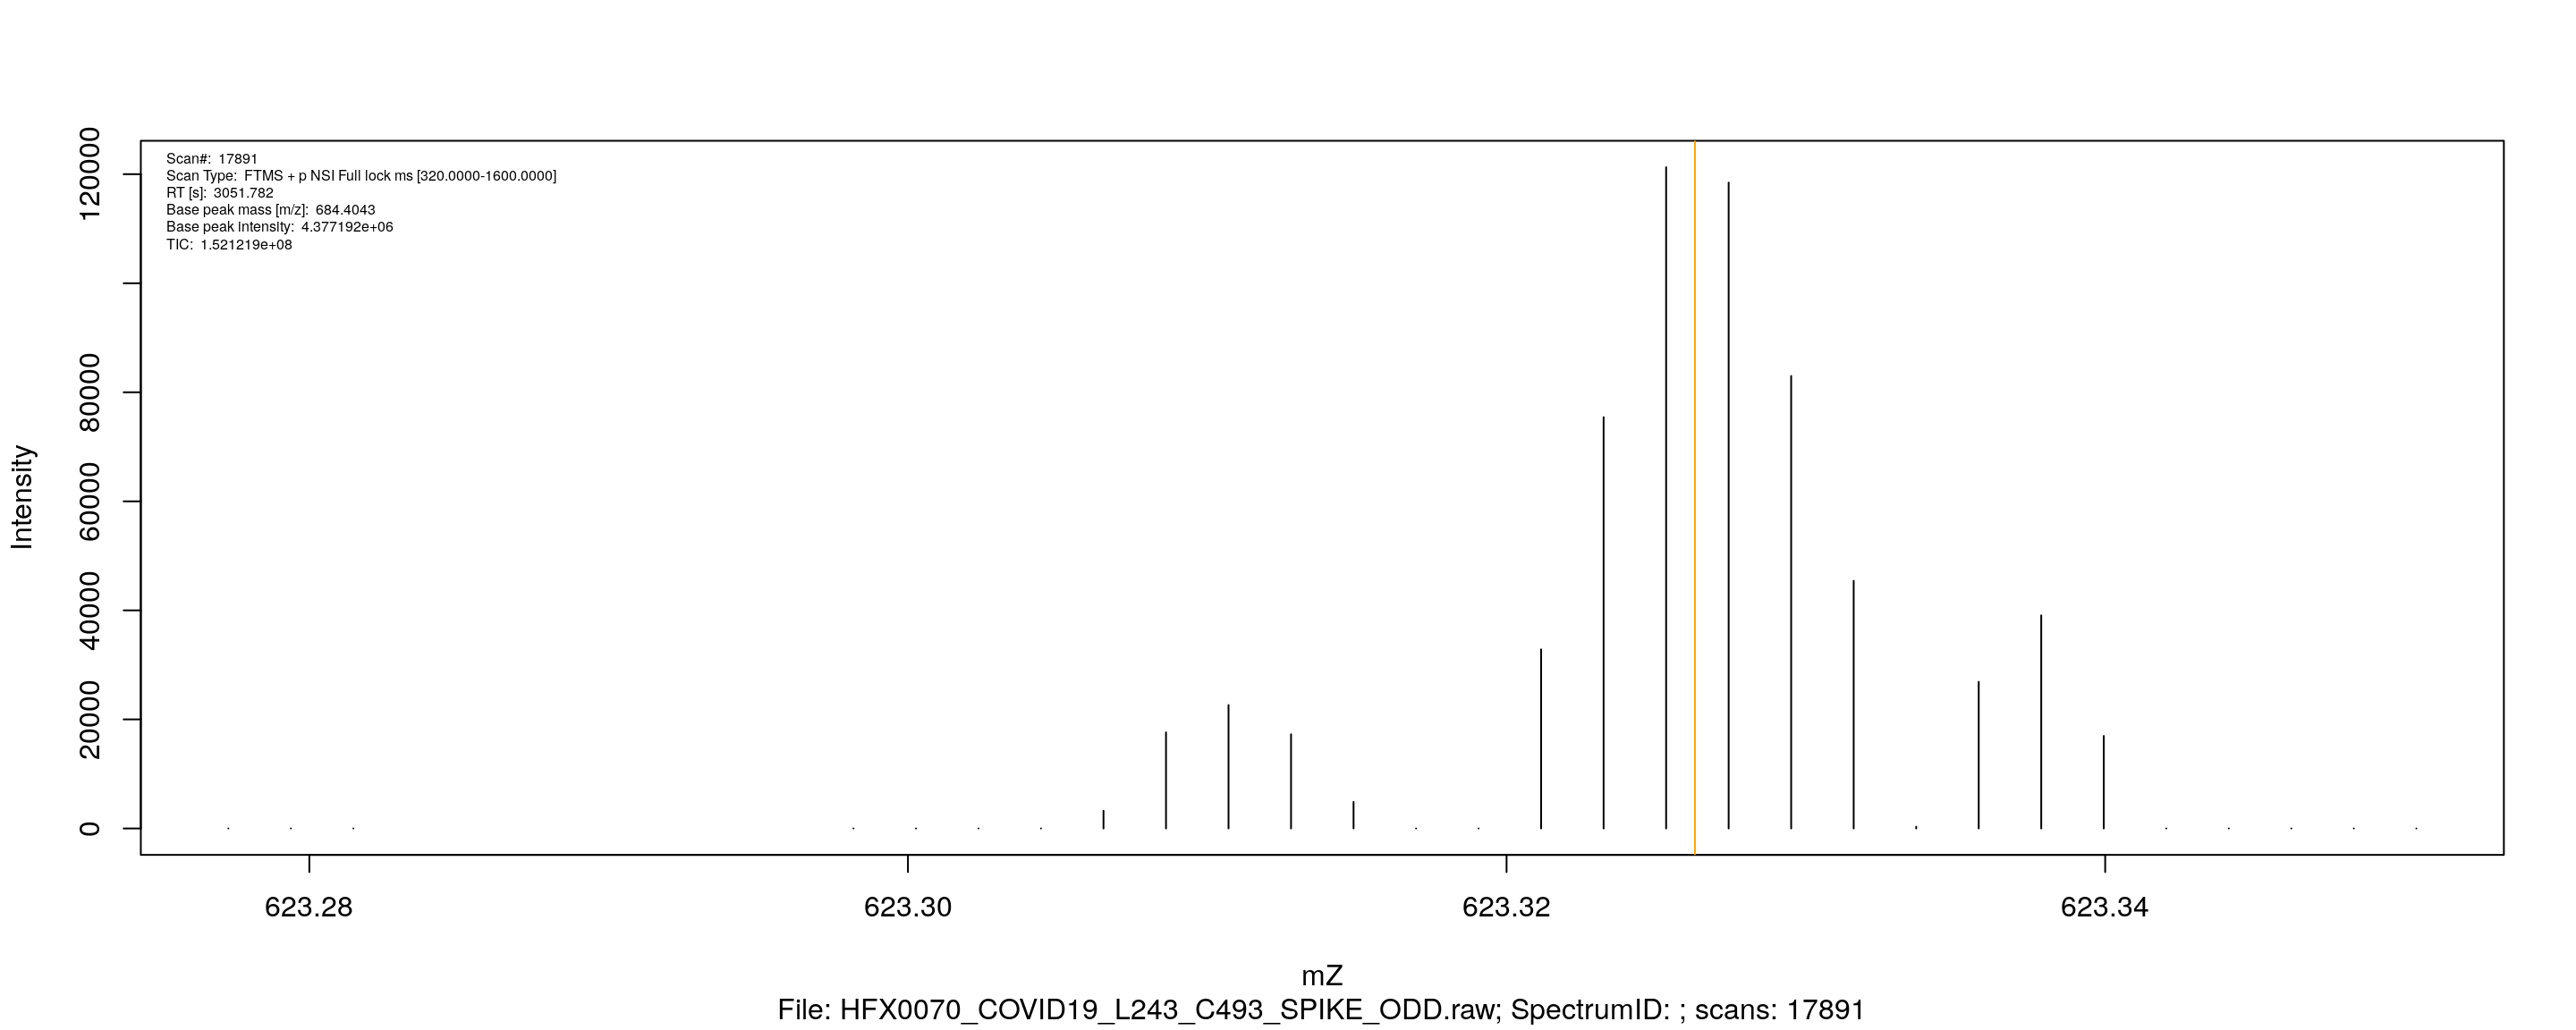 Scan#: 17891
Scan Type: FTMS + p NSI Full lock ms [320.0000-1600.0000]
RT [s]: 3051.782
Base peak mass [m/z]: 684.4043
Base peak intensity: 4.377192e+06
TIC: 1.521219e+08
Intensity
120000
80000
60000
40000
20000
0
623.28 623.30 623.32 623.34
mZ
File: HFX0070_COVID19_L243_C493_SPIKE_ODD.raw; SpectrumID: ; scans: 17891